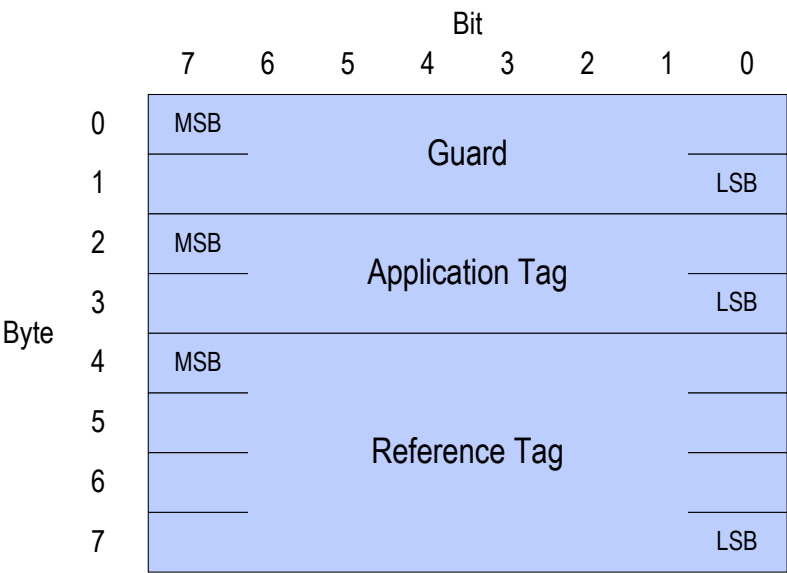 Bit
7 6 5 4 3 2 1 0
0 MSB
Guard
1 LSB
2 MSB
Application Tag
3 LSB
Byte
4 MSB
5
Reference Tag
6
7 LSB